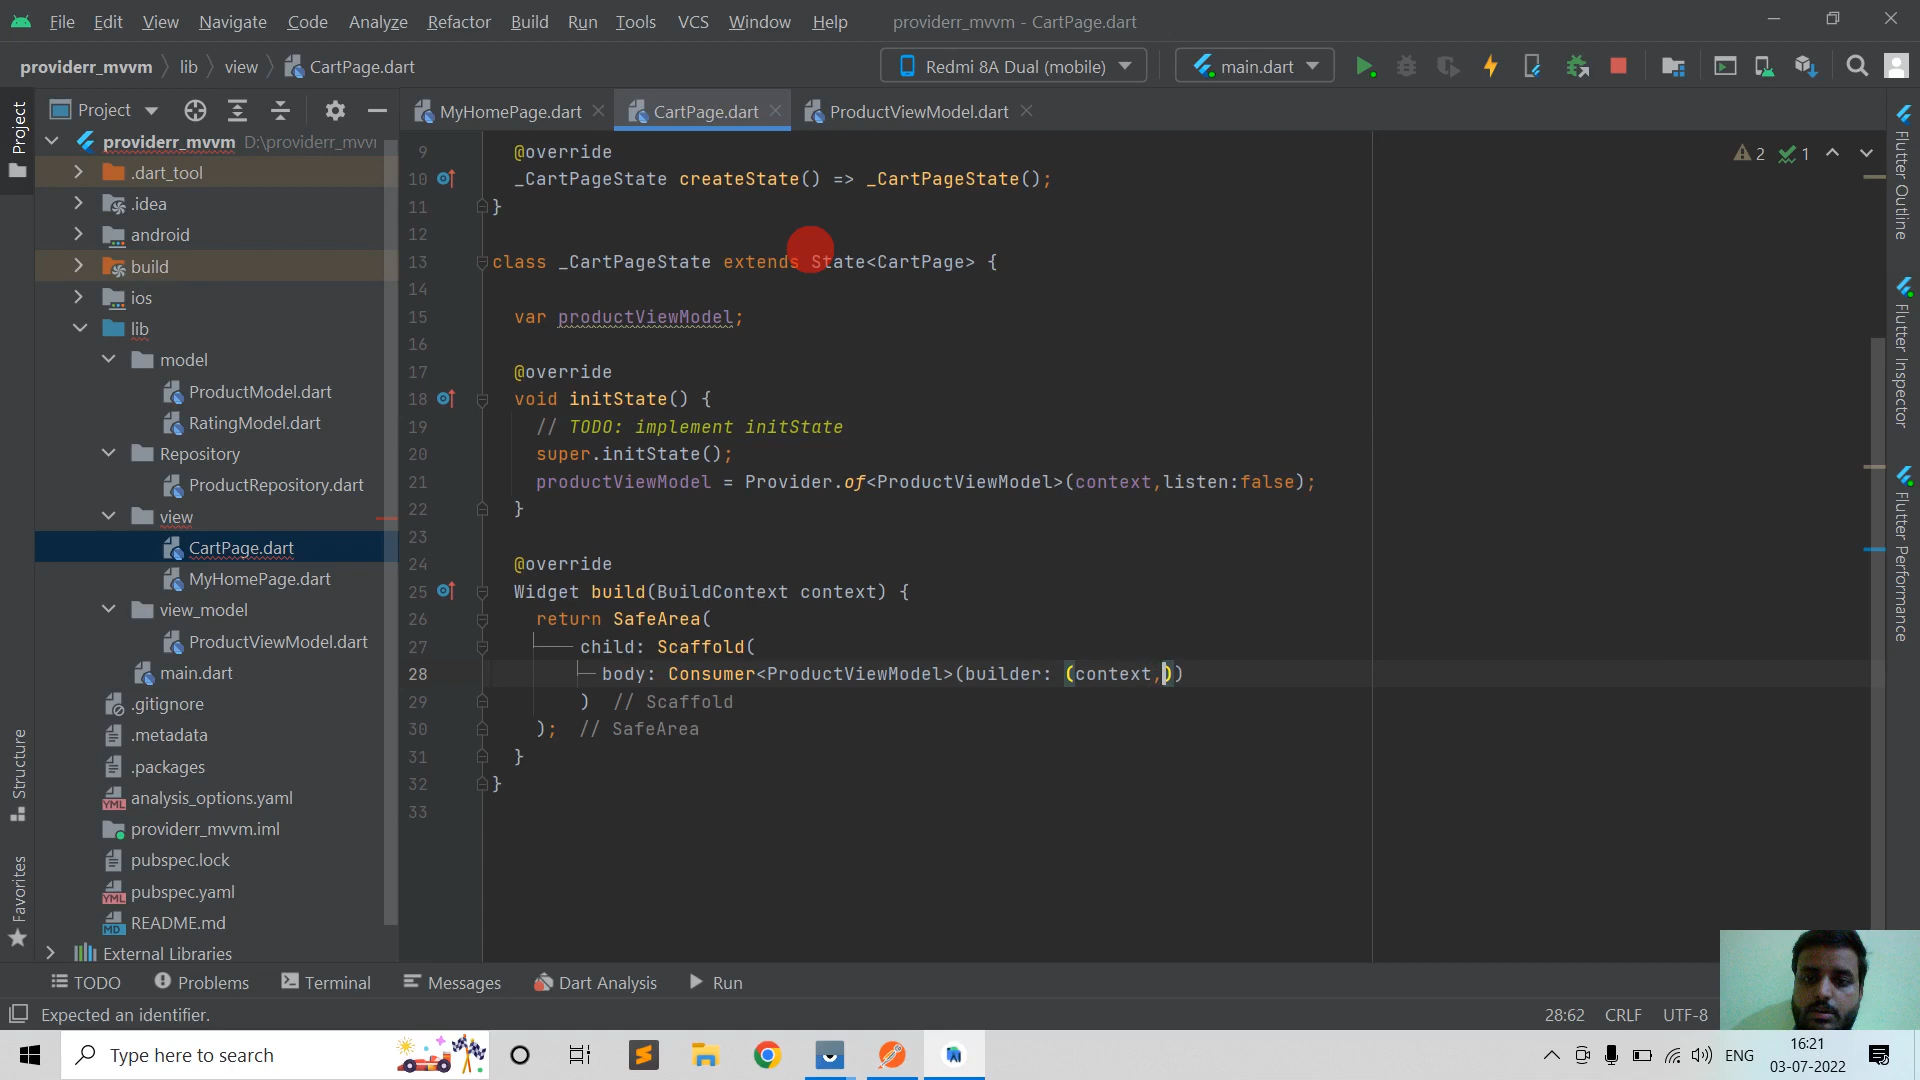 File Edit View Navigate Code Analyze Refactor Build Run Tools VCS Window Help providerr_mvvm - CartPage.dart
providerr_mvvm lib view CartPage.dart Redmi 8A Dual (mobile) main.dart
Project MyHomePage.dart CartPage.dart ProductViewModel.dart
providerr_mvvm D:\providerr_mvvi
.dart_tool
.idea
android
build
ios
lib
model
ProductModel.dart
RatingModel.dart
Repository
ProductRepository.dart
view
CartPage.dart
MyHomePage.dart
view_model
ProductViewModel.dart
main.dart
.gitignore
.metadata
.packages
analysis_options.yaml
providerr_mvvm.iml
pubspec.lock
pubspec.yaml
README.md
External Libraries
Project
Structure
Favorites
2 1
9 @override
10 _CartPageState createState() => _CartPageState();
11 }
12
13 class _CartPageState extends State<CartPage> {
14
15 var productViewModel;
16
17 @override
18 void initState() {
19 // TODO: implement initState
20 super.initState();
21 productViewModel = Provider.of<ProductViewModel>(context,listen:false);
22 }
23
24 @override
25 Widget build(BuildContext context) {
26 return SafeArea(
27 child: Scaffold(
28 body: Consumer<ProductViewModel>(builder: (context,))
29 ) // Scaffold
30 ); // SafeArea
31 }
32 }
33
Flutter Outline
Flutter Inspector
Flutter Performance
TODO Problems Terminal Messages Dart Analysis Run
Expected an identifier. 28:62 CRLF UTF-8
Type here to search ENG 16:21
03-07-2022